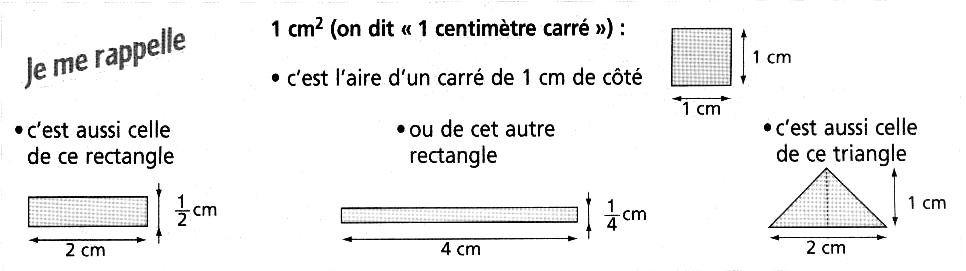 Je me rappelle
1 cm² (on dit « 1 centimètre carré ») :
• c'est l'aire d'un carré de 1 cm de côté
1 cm
1 cm
• c'est aussi celle
de ce rectangle
1/2 cm
2 cm
• ou de cet autre
rectangle
1/4 cm
4 cm
• c'est aussi celle
de ce triangle
1 cm
2 cm